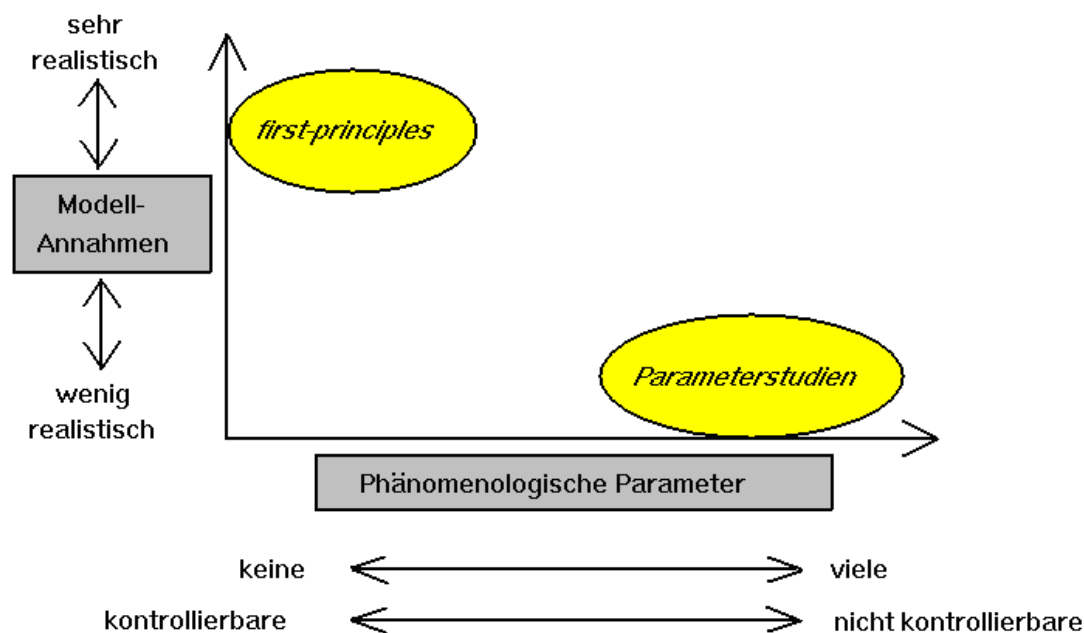 sehr
realistisch
first-principles
Modell-
Annahmen
wenig
realistisch
Parameterstudien
Phänomenologische Parameter
keine
viele
kontrollierbare
nicht kontrollierbare